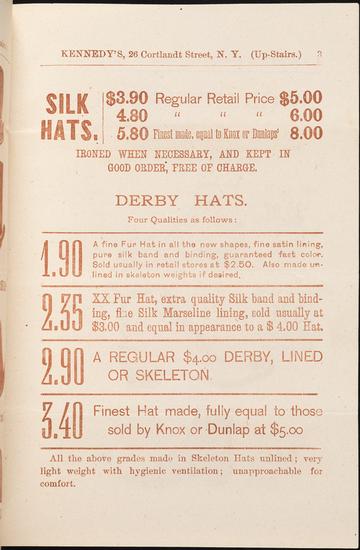 KENNEDY'S, 26 Cortlandt Street, N. Y. (Up-Stairs.) 3
SILK HATS.
$3.90 Regular Retail Price $5.00
4.80 " " " 6.00
5.80 Finest made, equal to Knox or Dunlaps' 8.00
IRONED WHEN NECESSARY, AND KEPT IN
GOOD ORDER, FREE OF CHARGE.
DERBY HATS.
Four Qualities as follows:
1.90 A fine Fur Hat in all the new shapes, fine satin lining,
pure silk band and binding, guaranteed fast color.
Sold usually in retail stores at $2.50. Also made un-
lined in skeleton weights if desired.
2.35 XX Fur Hat, extra quality Silk band and bind-
ing, fine Silk Marseline lining, sold usually at
$3.00 and equal in appearance to a $ 4.00 Hat.
2.90 A REGULAR $4.00 DERBY, LINED
OR SKELETON.
3.40 Finest Hat made, fully equal to those
sold by Knox or Dunlap at $5.00
All the above grades made in Skeleton Hats unlined; very
light weight with hygienic ventilation; unapproachable for
comfort.